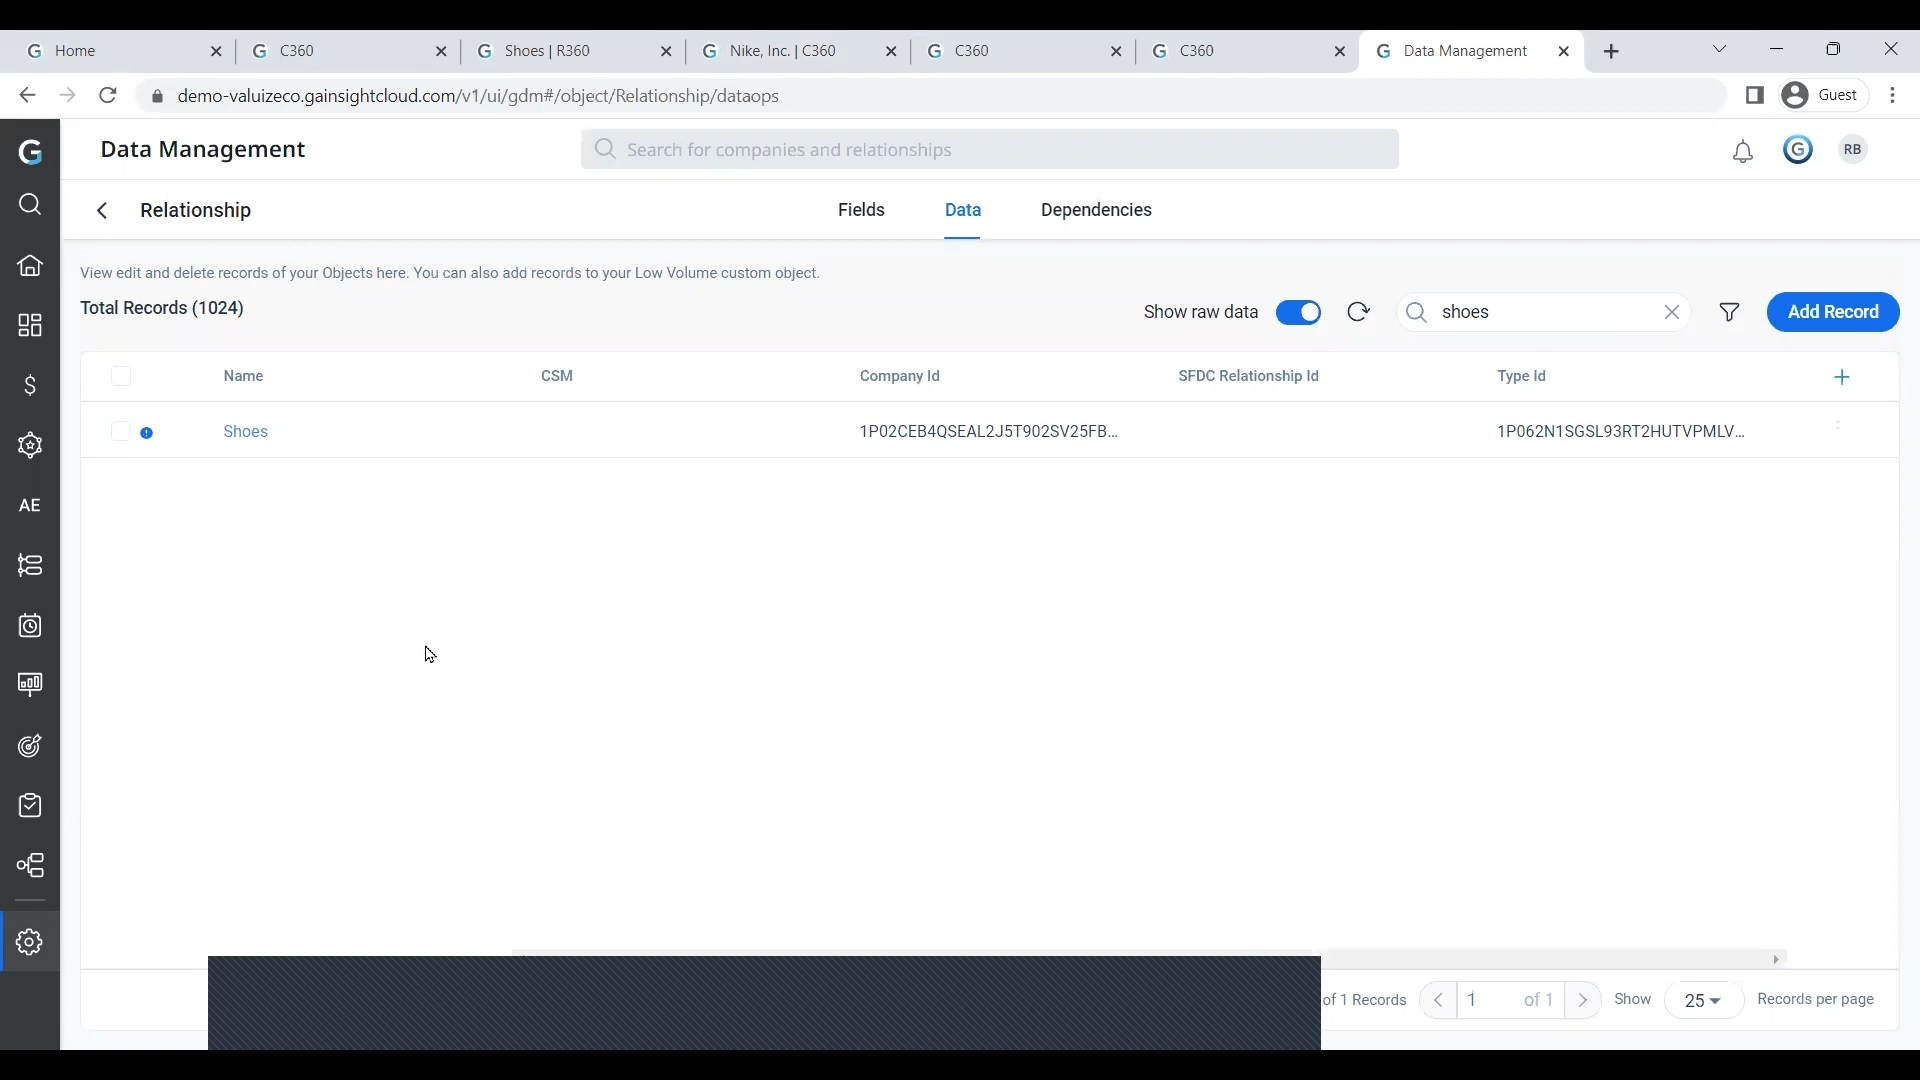 Home
C360
Shoes | R360
Nike, Inc. | C360
C360
C360
Data Management
demo-valuizeco.gainsightcloud.com/v1/ui/gdm#/object/Relationship/dataops
Guest
Data Management
Search for companies and relationships
RB
Relationship
Fields
Data
Dependencies
View edit and delete records of your Objects here. You can also add records to your Low Volume custom object.
Total Records (1024)
Show raw data
shoes
Add Record
Name
CSM
Company Id
SFDC Relationship Id
Type Id
Shoes
1P02CEB4QSEAL2J5T902SV25FB...
1P062N1SGSL93RT2HUTVPMLV...
AE
of 1 Records
1
of 1
Show
25
Records per page